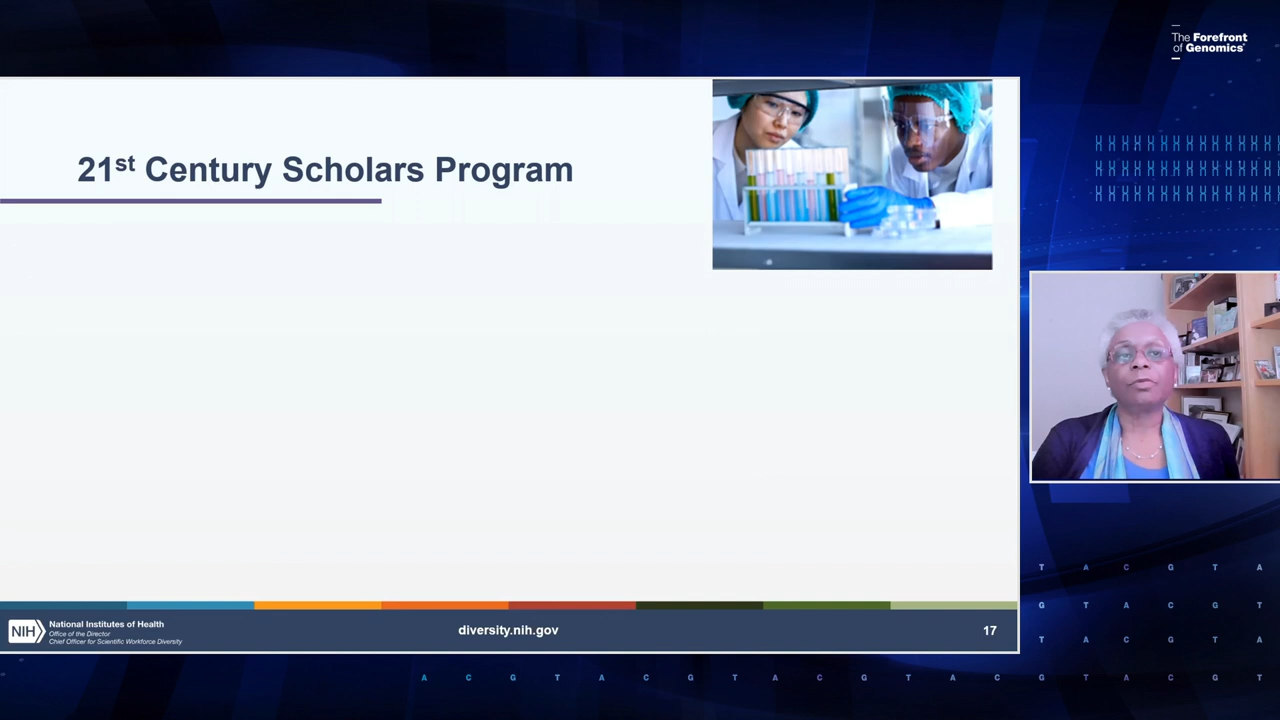 The Forefront
of Genomics®
21st Century Scholars Program
NIH
National Institutes of Health
Office of the Director
Chief Officer for Scientific Workforce Diversity
diversity.nih.gov
17
T A C G T A
G T A C G T
T A C G T A
A C G T A C G T A C G T A C G T A C G T